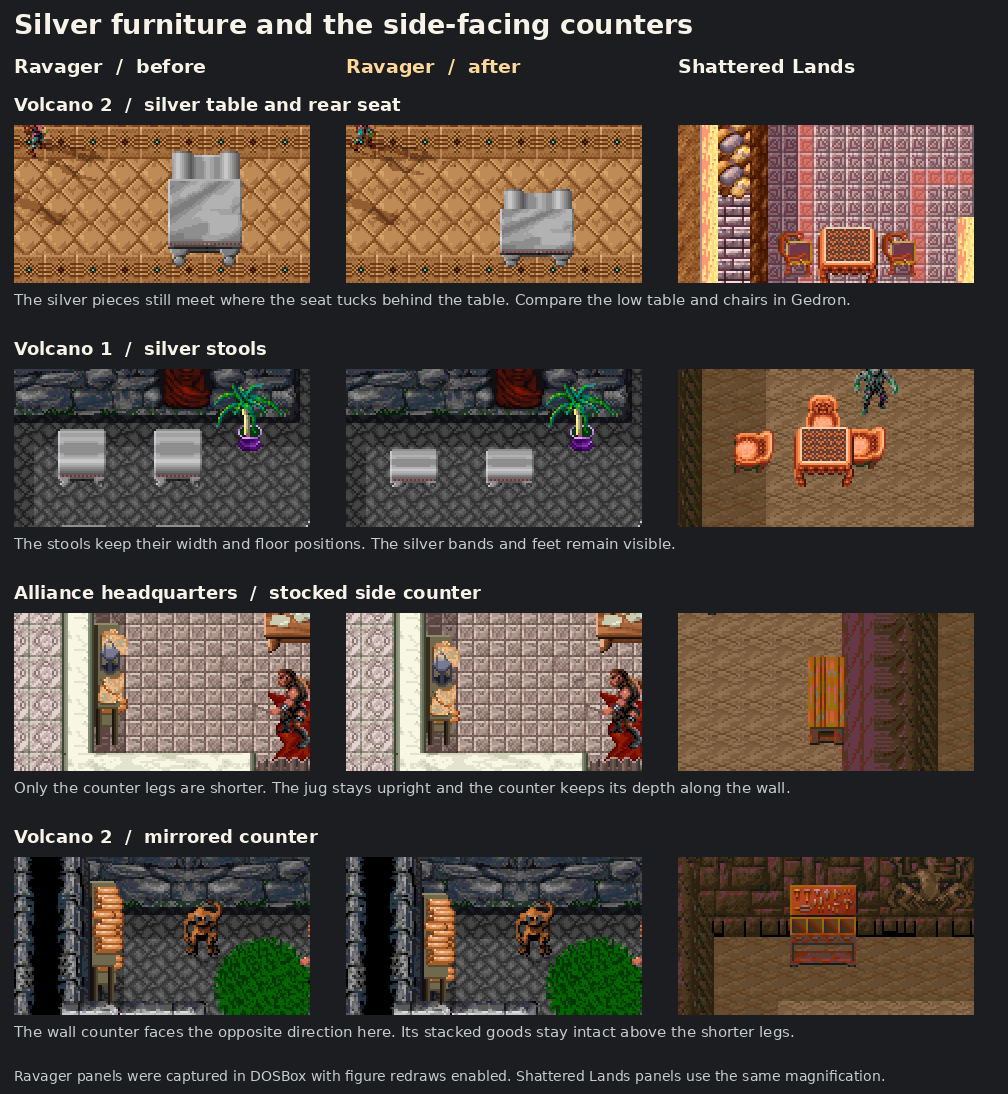 Silver furniture and the side-facing counters
Ravager / before
Ravager / after
Shattered Lands
Volcano 2 / silver table and rear seat
The silver pieces still meet where the seat tucks behind the table. Compare the low table and chairs in Gedron.
Volcano 1 / silver stools
The stools keep their width and floor positions. The silver bands and feet remain visible.
Alliance headquarters / stocked side counter
Only the counter legs are shorter. The jug stays upright and the counter keeps its depth along the wall.
Volcano 2 / mirrored counter
The wall counter faces the opposite direction here. Its stacked goods stay intact above the shorter legs.
Ravager panels were captured in DOSBox with figure redraws enabled. Shattered Lands panels use the same magnification.